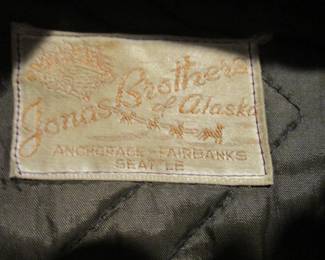 Jonas Brothers
of Alaska
ANCHORAGE - FAIRBANKS
SEATTLE